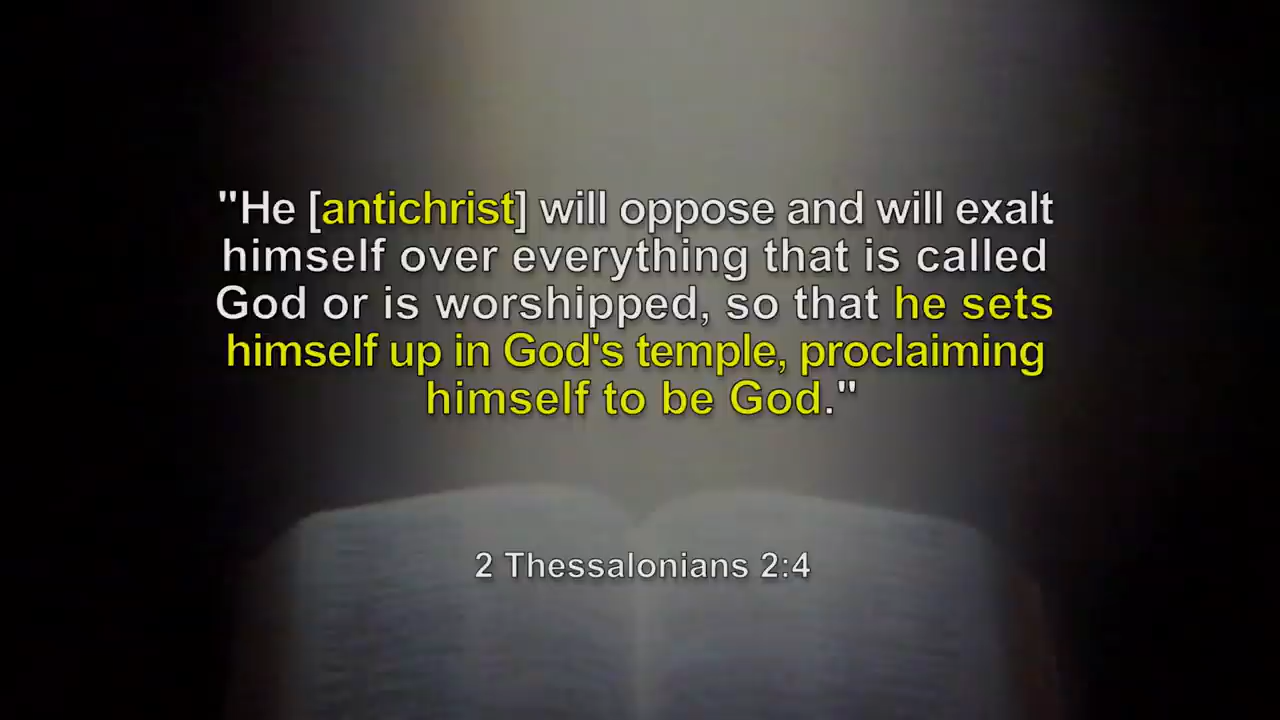 "He [antichrist] will oppose and will exalt
himself over everything that is called
God or is worshipped, so that he sets
himself up in God's temple, proclaiming
himself to be God."
2 Thessalonians 2:4